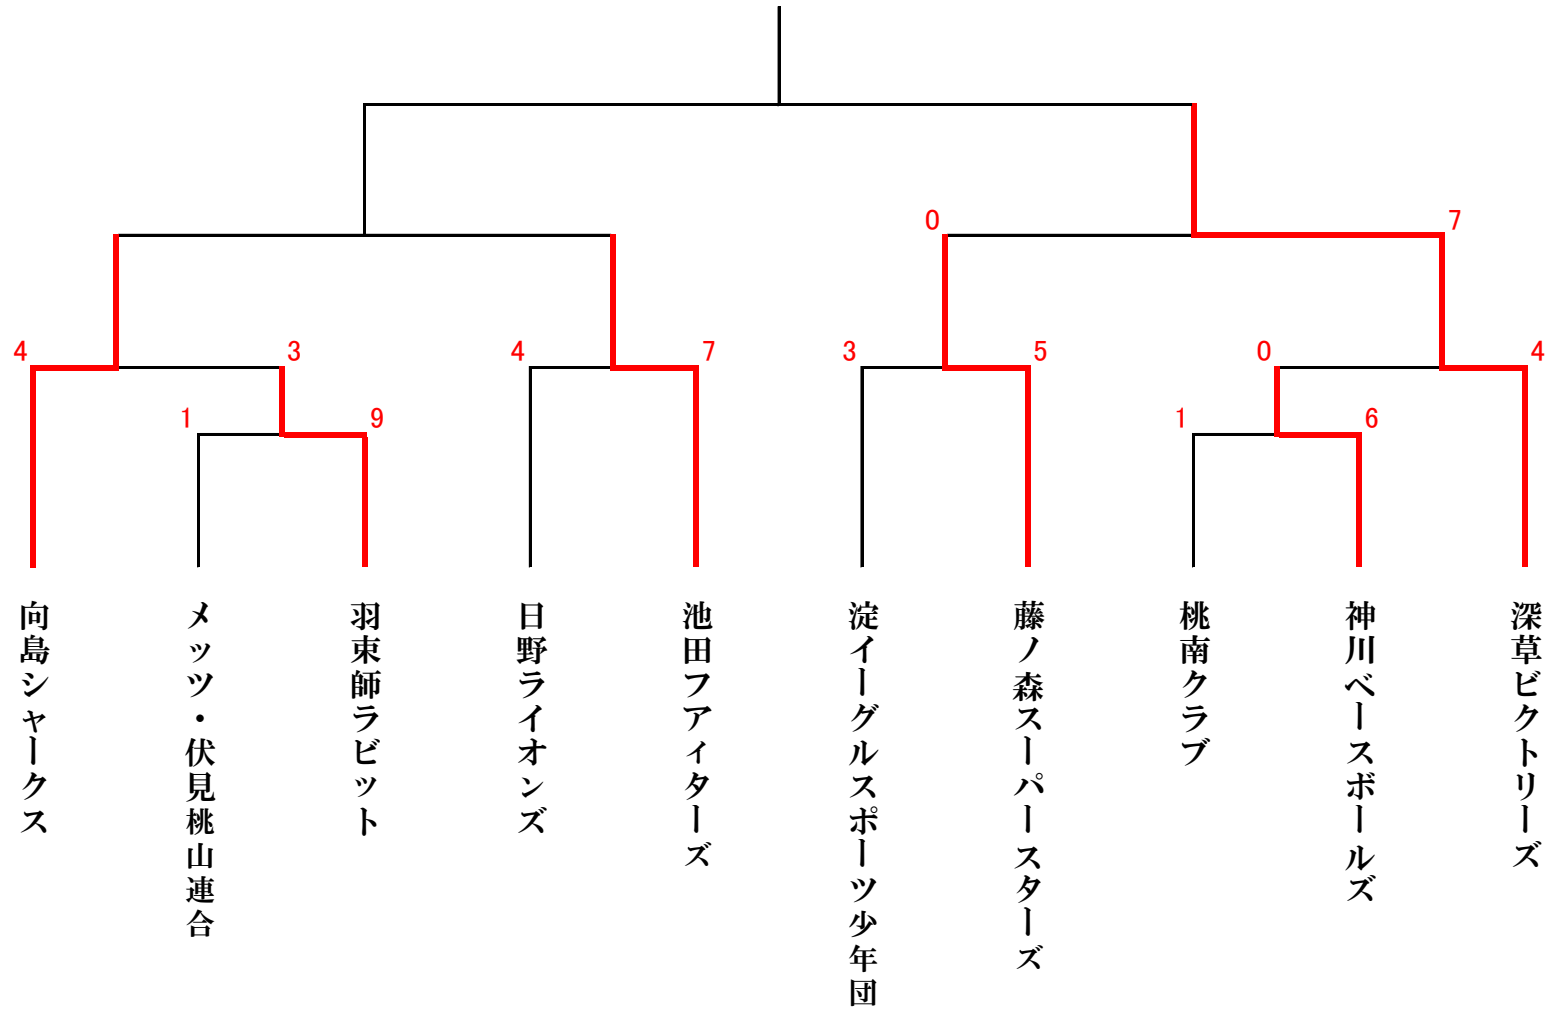 0
7
4
3
4
7
3
5
0
4
1
9
1
6
向島シャークス
メッツ・伏見桃山連合
羽束師ラビット
日野ライオンズ
池田フアィターズ
淀イーグルスポーツ少年団
藤ノ森スーパースターズ
桃南クラブ
神川ベースボールズ
深草ビクトリーズ